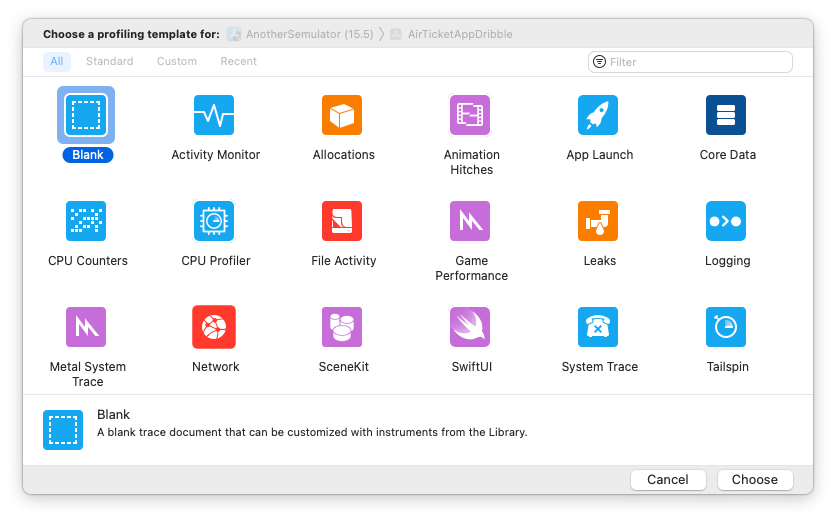 Choose a profiling template for: AnotherSemulator (15.5) 〉 AirTicketAppDribble
All Standard Custom Recent Filter
Blank Activity Monitor Allocations Animation Hitches App Launch Core Data
CPU Counters CPU Profiler File Activity Game Performance Leaks Logging
Metal System Trace Network SceneKit SwiftUI System Trace Tailspin
Blank
A blank trace document that can be customized with instruments from the Library.
Cancel Choose